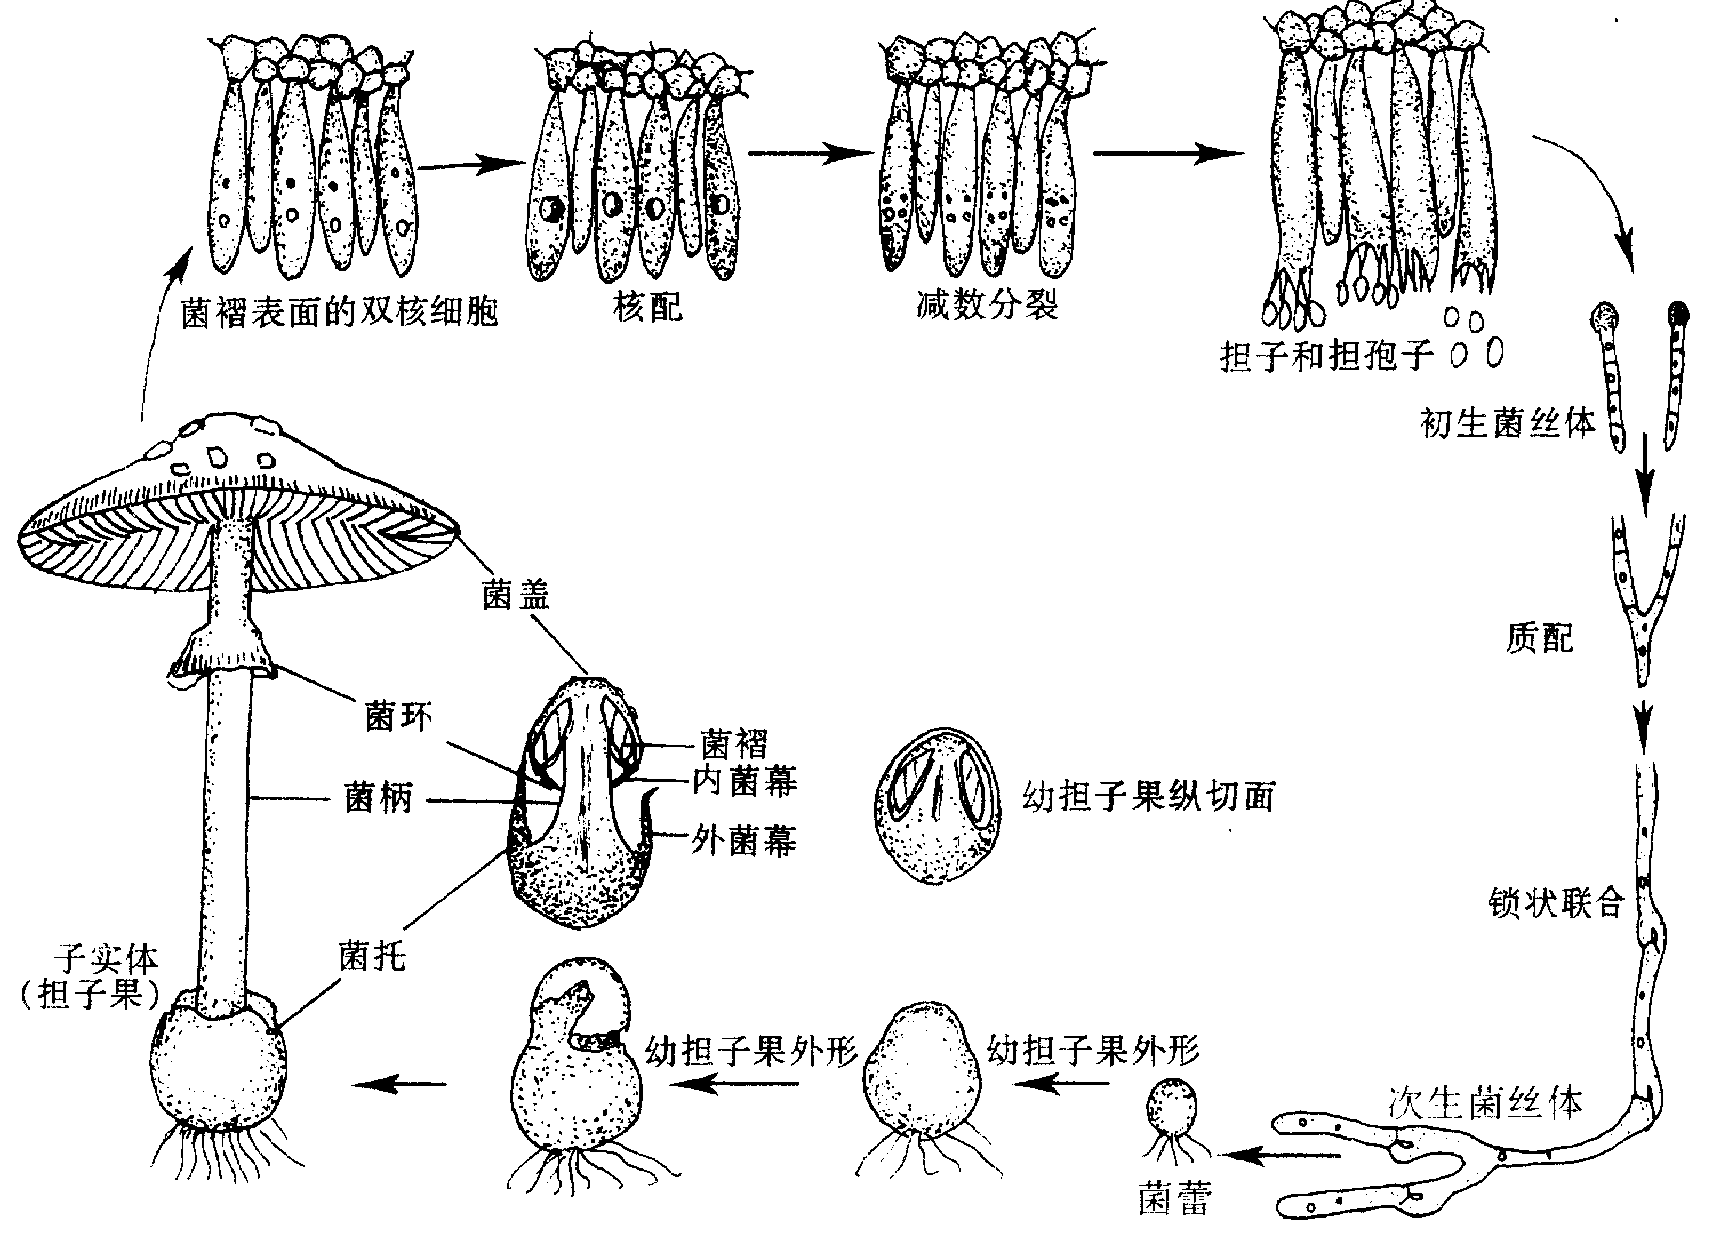 菌褶表面的双核细胞
核配
减数分裂
担子和担孢子
初生菌丝体
质配
菌盖
菌环
菌褶
内菌幕
菌柄
幼担子果纵切面
外菌幕
锁状联合
菌托
子实体
(担子果)
幼担子果外形
幼担子果外形
次生菌丝体
菌蕾